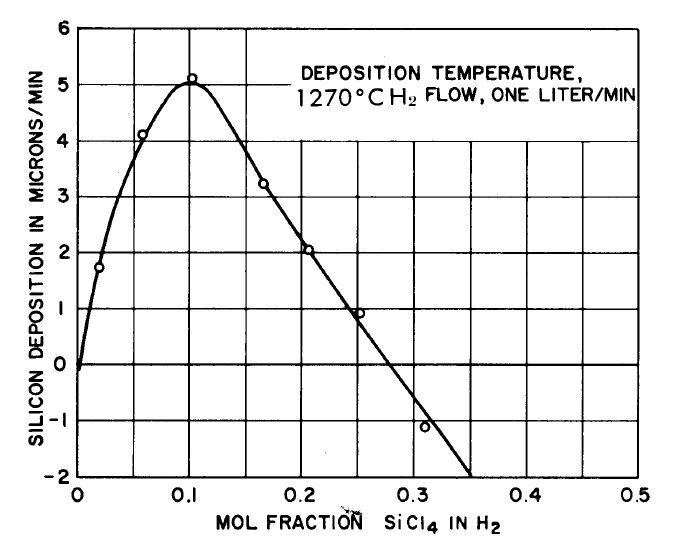 6
5
4
3
2
1
0
-1
-2
SILICON DEPOSITION IN MICRONS/MIN
DEPOSITION TEMPERATURE,
1270°C H₂ FLOW, ONE LITER/MIN
0 0.1 0.2 0.3 0.4 0.5
MOL FRACTION SiCl₄ IN H₂